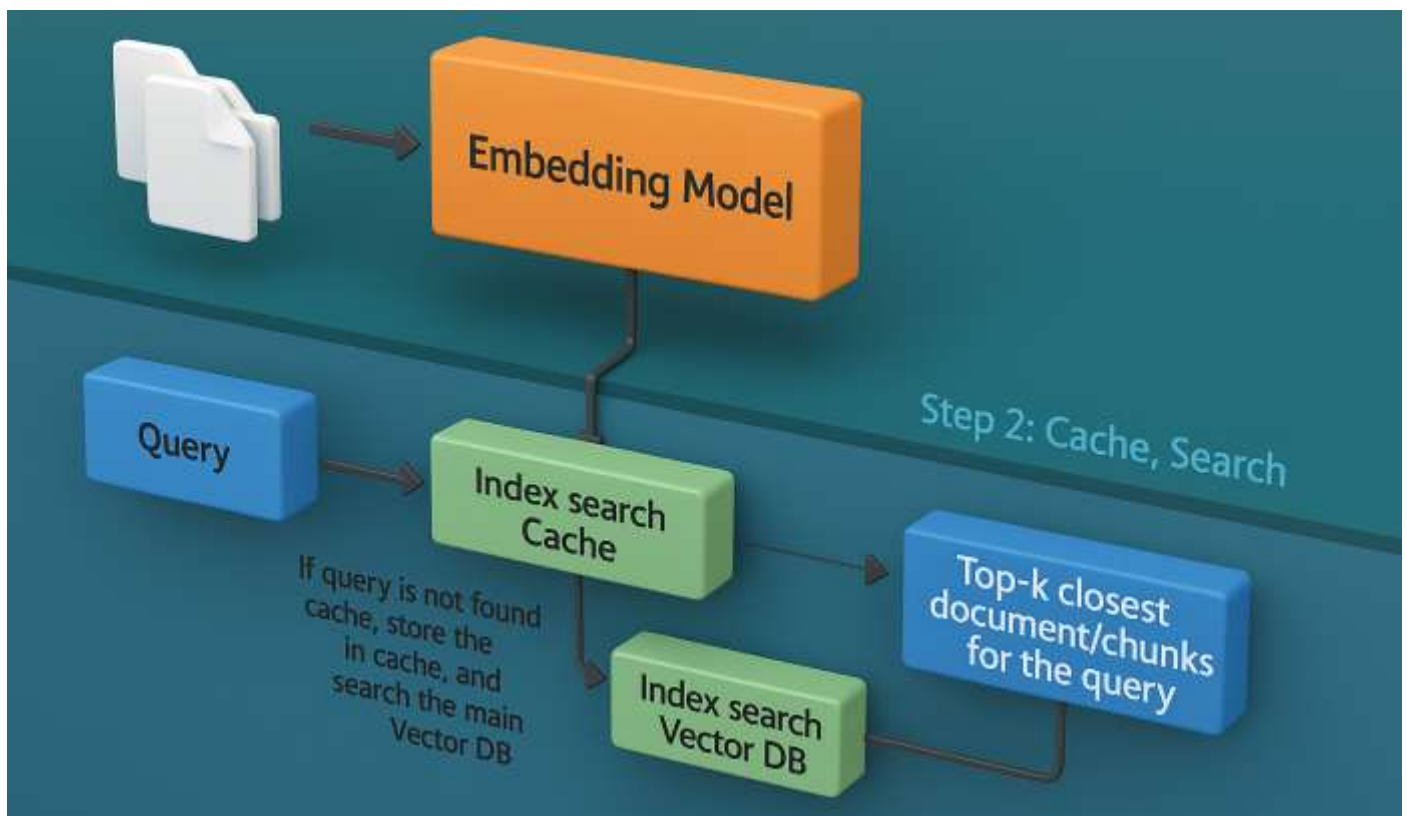 Embedding Model
Step 2: Cache, Search
Query
Index search
Cache
If query is not found
cache, store the
in cache, and
search the main
Vector DB
Index search
Vector DB
Top-k closest
document/chunks
for the query